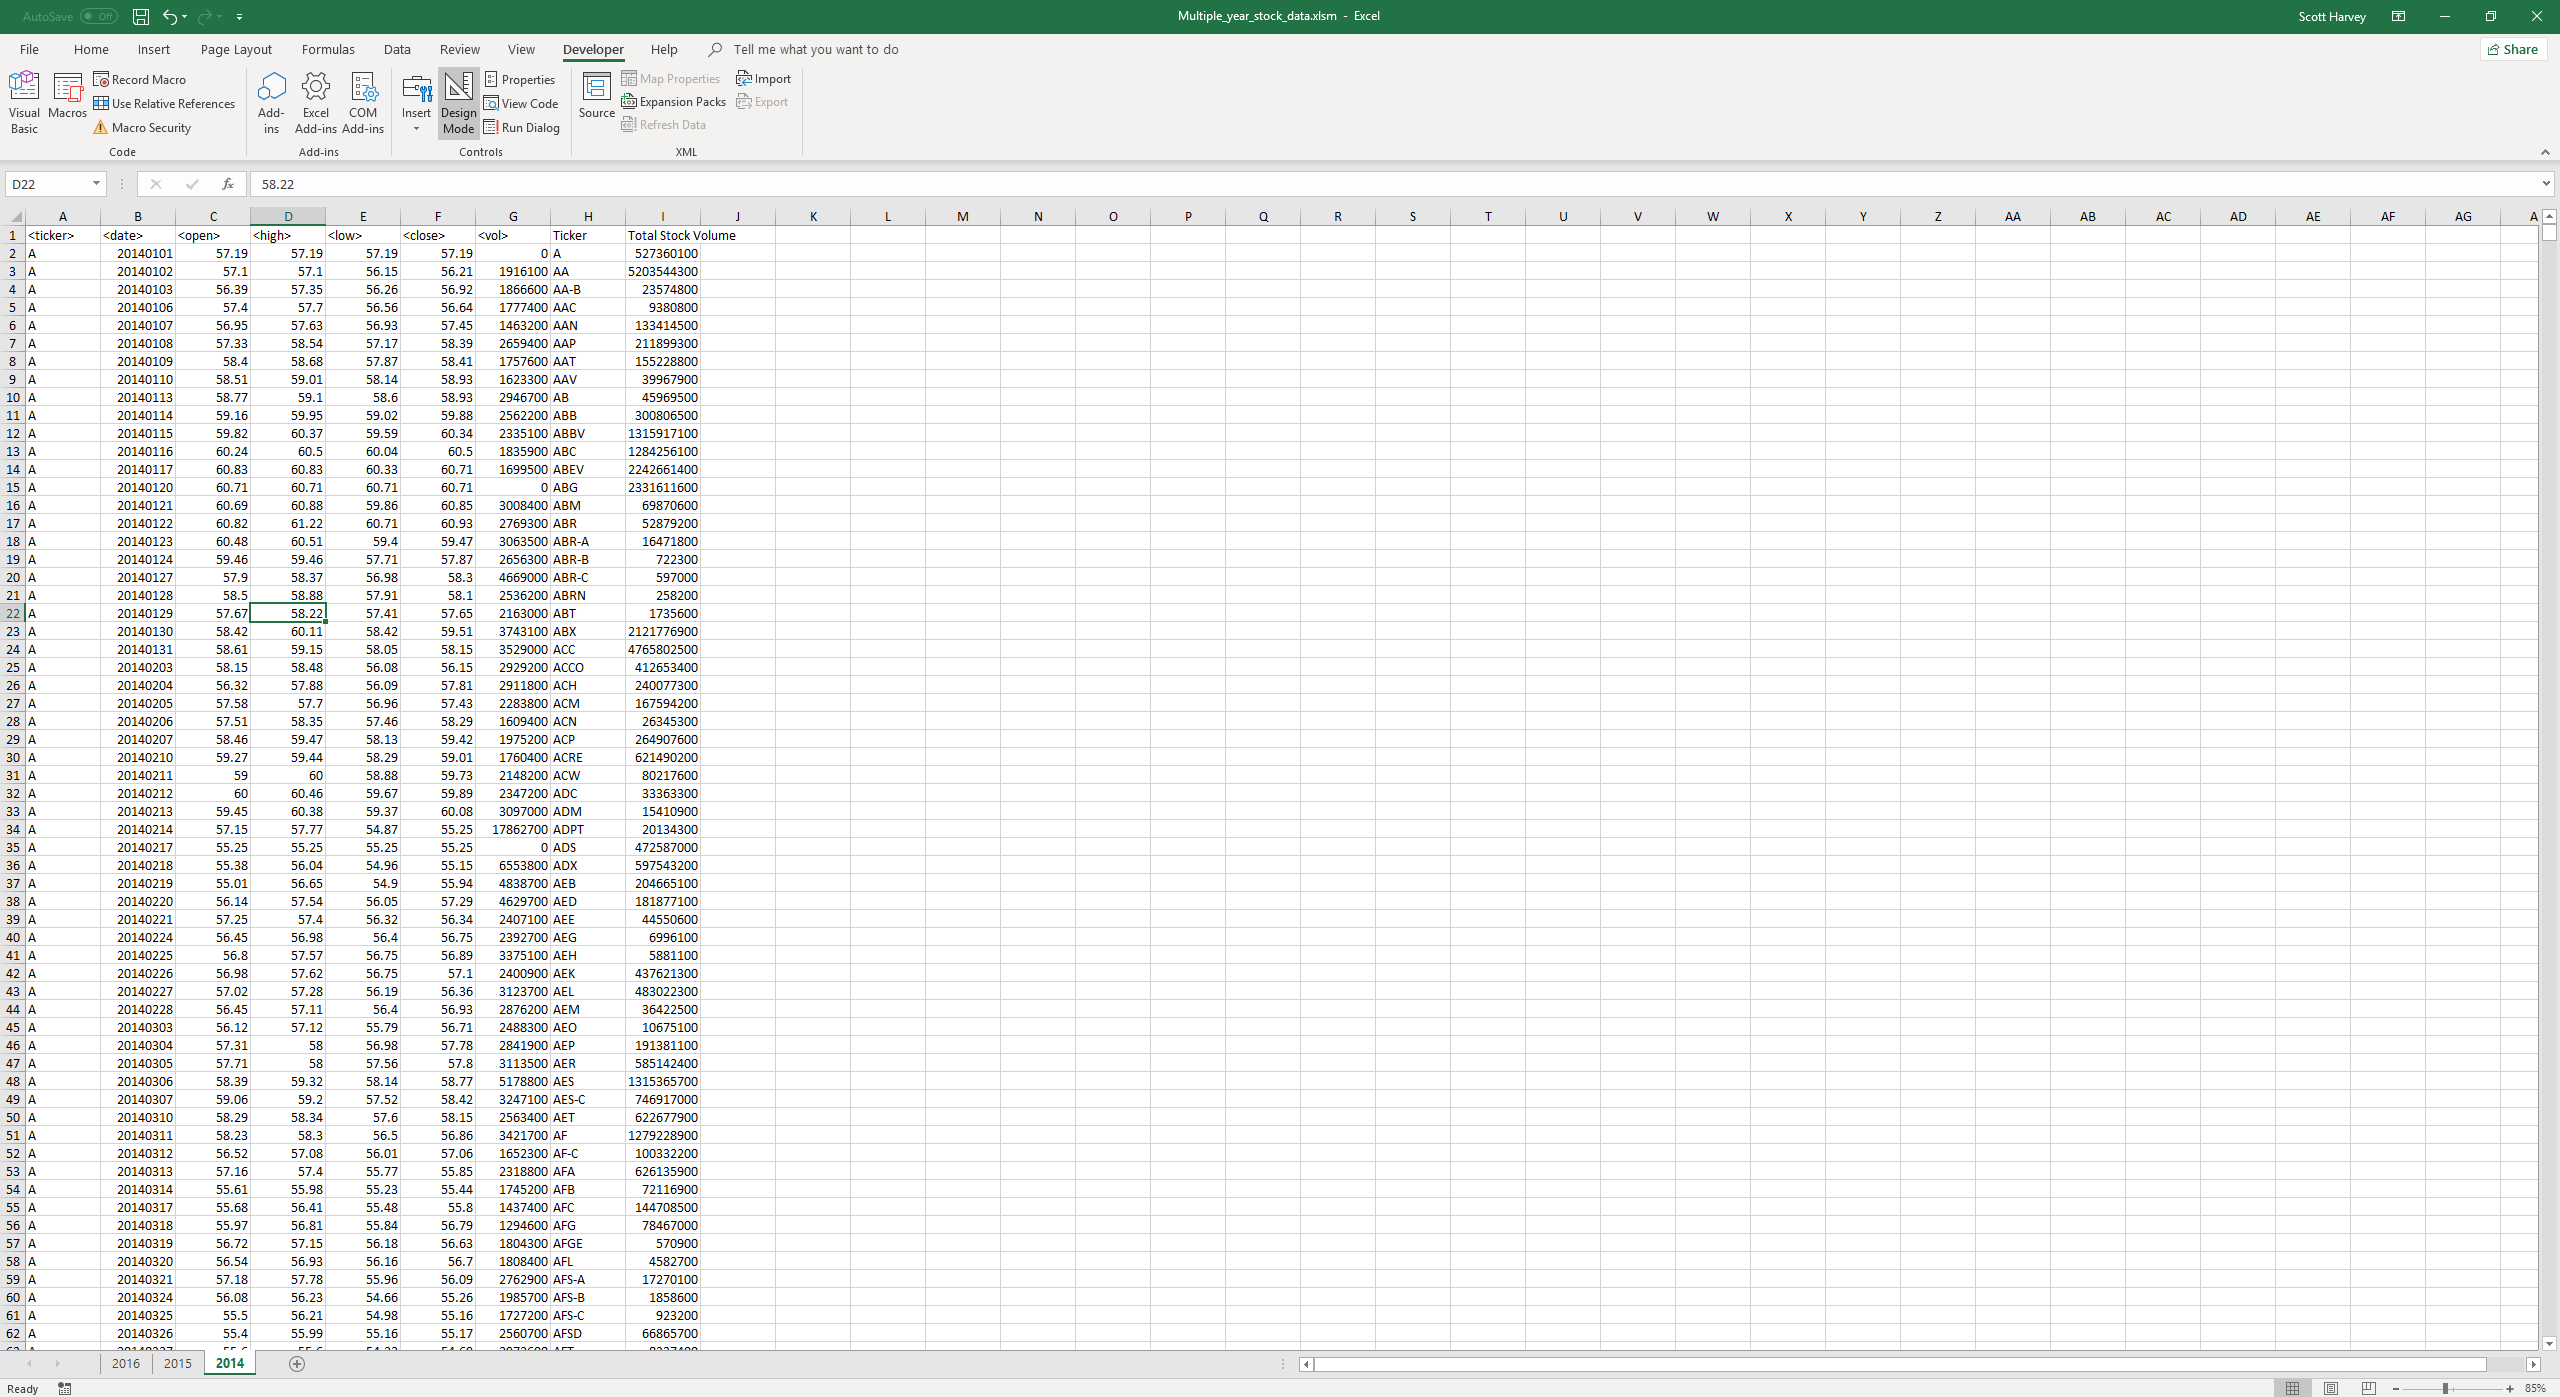 AutoSave Off Multiple_year_stock_data.xlsm - Excel Scott Harvey
File Home Insert Page Layout Formulas Data Review View Developer Help Tell me what you want to do Share
Visual Basic
Macros
Record Macro
Use Relative References
Macro Security
Code
Add-ins
Excel Add-ins
COM Add-ins
Add-ins
Insert
Design Mode
Properties
View Code
Run Dialog
Controls
Source
Map Properties
Expansion Packs
Refresh Data
Import
Export
XML
D22 fx 58.22
A B C D E F G H I J K L M N O P Q R S T U V W X Y Z AA AB AC AD AE AF AG A
1 <ticker> <date> <open> <high> <low> <close> <vol> Ticker Total Stock Volume
2 A 20140101 57.19 57.19 57.19 57.19 0 A 527360100
3 A 20140102 57.1 57.1 56.15 56.21 1916100 AA 5203544300
4 A 20140103 56.39 57.35 56.26 56.92 1866600 AA-B 23574800
5 A 20140106 57.4 57.7 56.56 56.64 1777400 AAC 9380800
6 A 20140107 56.95 57.63 56.93 57.45 1463200 AAN 133414500
7 A 20140108 57.33 58.54 57.17 58.39 2659400 AAP 211899300
8 A 20140109 58.4 58.68 57.87 58.41 1757600 AAT 155228800
9 A 20140110 58.51 59.01 58.14 58.93 1623300 AAV 39967900
10 A 20140113 58.77 59.1 58.6 58.93 2946700 AB 45969500
11 A 20140114 59.16 59.95 59.02 59.88 2562200 ABB 300806500
12 A 20140115 59.82 60.37 59.59 60.34 2335100 ABBV 1315917100
13 A 20140116 60.24 60.5 60.04 60.5 1835900 ABC 1284256100
14 A 20140117 60.83 60.83 60.33 60.71 1699500 ABEV 2242661400
15 A 20140120 60.71 60.71 60.71 60.71 0 ABG 2331611600
16 A 20140121 60.69 60.88 59.86 60.85 3008400 ABM 69870600
17 A 20140122 60.82 61.22 60.71 60.93 2769300 ABR 52879200
18 A 20140123 60.48 60.51 59.4 59.47 3063500 ABR-A 16471800
19 A 20140124 59.46 59.46 57.71 57.87 2656300 ABR-B 722300
20 A 20140127 57.9 58.37 56.98 58.3 4669000 ABR-C 597000
21 A 20140128 58.5 58.88 57.91 58.1 2536200 ABRN 258200
22 A 20140129 57.67 58.22 57.41 57.65 2163000 ABT 1735600
23 A 20140130 58.42 60.11 58.42 59.51 3743100 ABX 2121776900
24 A 20140131 58.61 59.15 58.05 58.15 3529000 ACC 4765802500
25 A 20140203 58.15 58.48 56.08 56.15 2929200 ACCO 412653400
26 A 20140204 56.32 57.88 56.09 57.81 2911800 ACH 240077300
27 A 20140205 57.58 57.7 56.96 57.43 2283800 ACM 167594200
28 A 20140206 57.51 58.35 57.46 58.29 1609400 ACN 26345300
29 A 20140207 58.46 59.47 58.13 59.42 1975200 ACP 264907600
30 A 20140210 59.27 59.44 58.29 59.01 1760400 ACRE 621490200
31 A 20140211 59 60 58.88 59.73 2148200 ACW 80217600
32 A 20140212 60 60.46 59.67 59.89 2347200 ADC 33363300
33 A 20140213 59.45 60.38 59.37 60.08 3097000 ADM 15410900
34 A 20140214 57.15 57.77 54.87 55.25 17862700 ADPT 20134300
35 A 20140217 55.25 55.25 55.25 55.25 0 ADS 472587000
36 A 20140218 55.38 56.04 54.96 55.15 6553800 ADX 597543200
37 A 20140219 55.01 56.65 54.9 55.94 4838700 AEB 204665100
38 A 20140220 56.14 57.54 56.05 57.29 4629700 AED 181877100
39 A 20140221 57.25 57.4 56.32 56.34 2407100 AEE 44550600
40 A 20140224 56.45 56.98 56.4 56.75 2392700 AEG 6996100
41 A 20140225 56.8 57.57 56.75 56.89 3375100 AEH 5881100
42 A 20140226 56.98 57.62 56.75 57.1 2400900 AEK 437621300
43 A 20140227 57.02 57.28 56.19 56.36 3123700 AEL 483022300
44 A 20140228 56.45 57.11 56.4 56.93 2876200 AEM 36422500
45 A 20140303 56.12 57.12 55.79 56.71 2488300 AEO 10675100
46 A 20140304 57.31 58 56.98 57.78 2841900 AEP 191381100
47 A 20140305 57.71 58 57.56 57.8 3113500 AER 585142400
48 A 20140306 58.39 59.32 58.14 58.77 5178800 AES 1315365700
49 A 20140307 59.06 59.2 57.52 58.42 3247100 AES-C 746917000
50 A 20140310 58.29 58.34 57.6 58.15 2563400 AET 622677900
51 A 20140311 58.23 58.3 56.5 56.86 3421700 AF 1279228900
52 A 20140312 56.52 57.08 56.01 57.06 1652300 AF-C 100332200
53 A 20140313 57.16 57.4 55.77 55.85 2318800 AFA 626135900
54 A 20140314 55.61 55.98 55.23 55.44 1745200 AFB 72116900
55 A 20140317 55.68 56.41 55.48 55.8 1437400 AFC 144708500
56 A 20140318 55.97 56.81 55.84 56.79 1294600 AFG 78467000
57 A 20140319 56.72 57.15 56.18 56.63 1804300 AFGE 570900
58 A 20140320 56.54 56.93 56.16 56.7 1808400 AFL 4582700
59 A 20140321 57.18 57.78 55.96 56.09 2762900 AFS-A 17270100
60 A 20140324 56.08 56.23 54.66 55.26 1985700 AFS-B 1858600
61 A 20140325 55.5 56.21 54.98 55.16 1727200 AFS-C 923200
62 A 20140326 55.4 55.99 55.16 55.17 2560700 AFSD 66865700
2016 2015 2014
Ready 85%